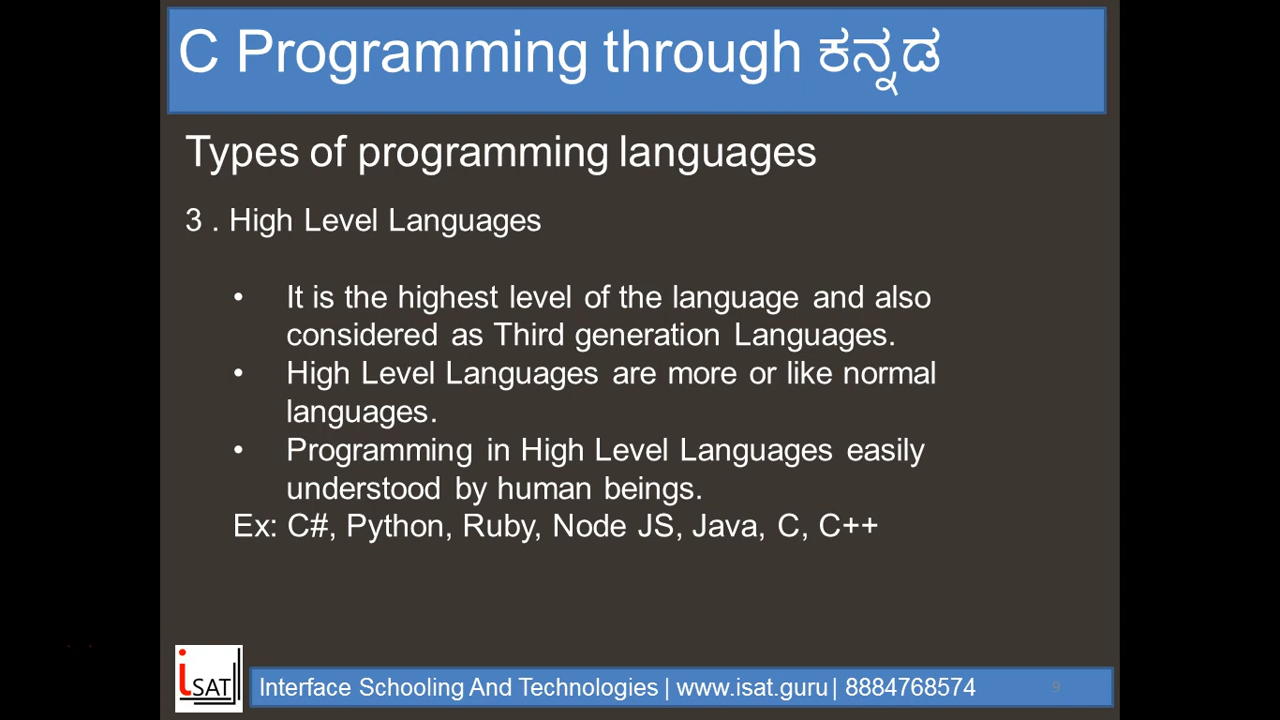 C Programming through ಕನ್ನಡ
Types of programming languages
3 . High Level Languages
• It is the highest level of the language and also
considered as Third generation Languages.
• High Level Languages are more or like normal
languages.
• Programming in High Level Languages easily
understood by human beings.
Ex: C#, Python, Ruby, Node JS, Java, C, C++
iSAT
Interface Schooling And Technologies | www.isat.guru | 8884768574
9